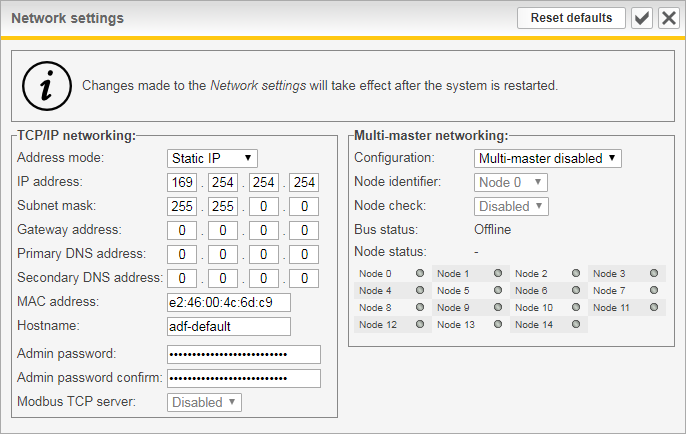 Network settings
Reset defaults
i
Changes made to the Network settings will take effect after the system is restarted.
TCP/IP networking:
Address mode: Static IP
IP address: 169 . 254 . 254 . 254
Subnet mask: 255 . 255 . 0 . 0
Gateway address: 0 . 0 . 0 . 0
Primary DNS address: 0 . 0 . 0 . 0
Secondary DNS address: 0 . 0 . 0 . 0
MAC address: e2:46:00:4c:6d:c9
Hostname: adf-default
Admin password: ••••••••••••••••••••••••••
Admin password confirm: ••••••••••••••••••••••••••
Modbus TCP server: Disabled
Multi-master networking:
Configuration: Multi-master disabled
Node identifier: Node 0
Node check: Disabled
Bus status: Offline
Node status: -
Node 0 Node 1 Node 2 Node 3
Node 4 Node 5 Node 6 Node 7
Node 8 Node 9 Node 10 Node 11
Node 12 Node 13 Node 14